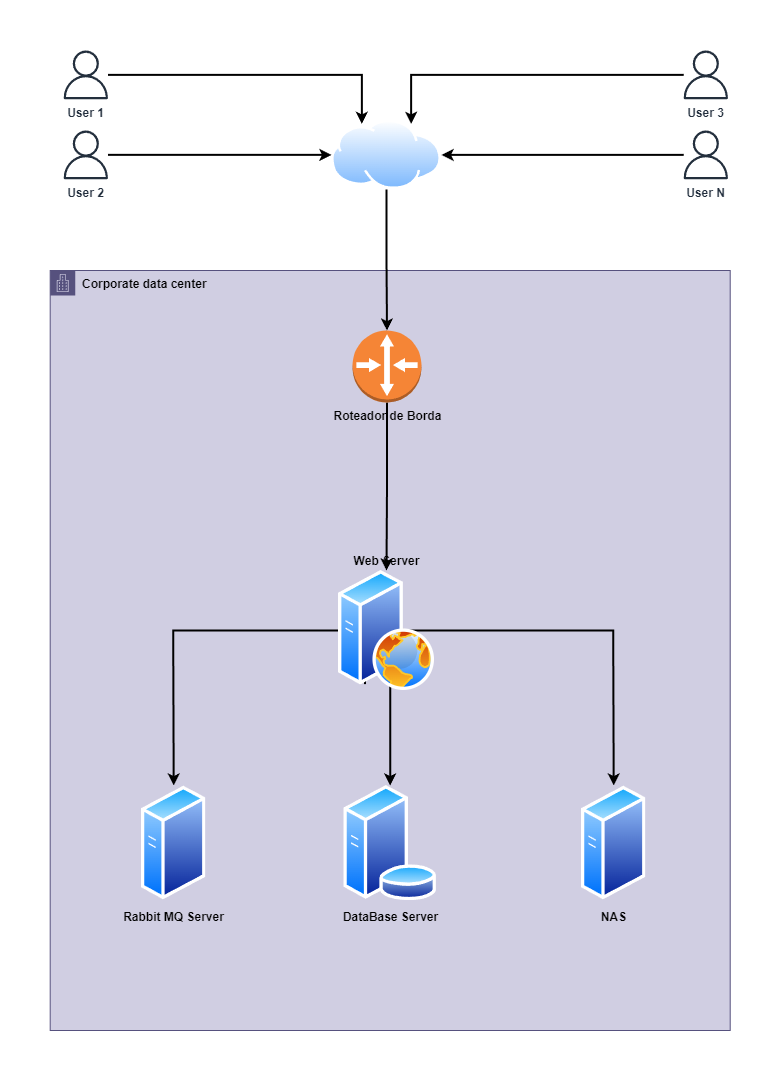 User 1
User 3
User 2
User N
Corporate data center
Roteador de Borda
Web Server
Rabbit MQ Server
DataBase Server
NAS